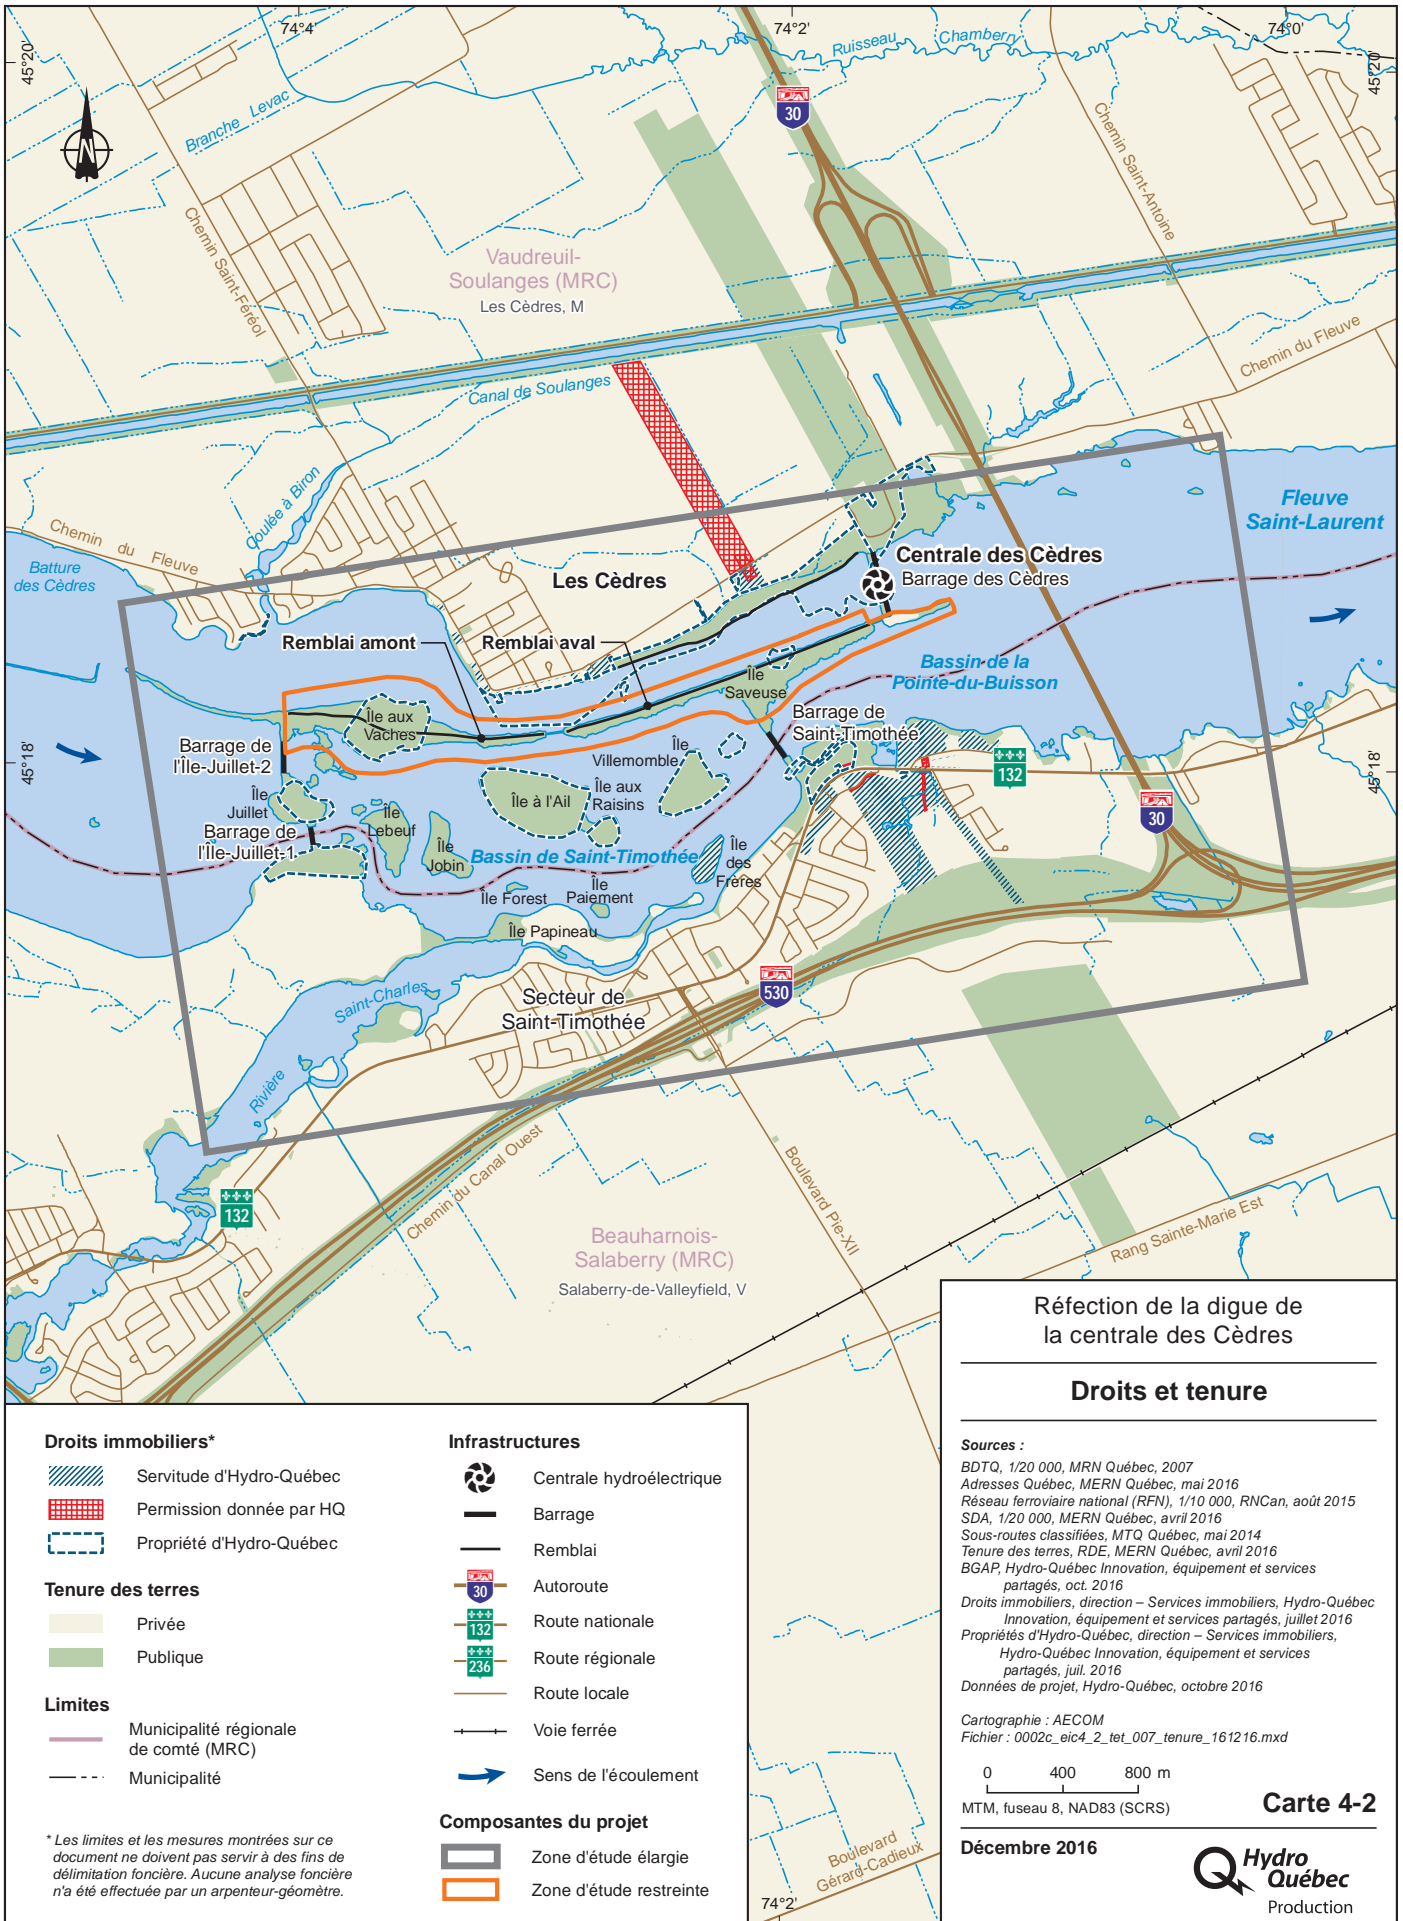 74°4'
74°2'
74°0'
45°20'
45°20'
Ruisseau Chamberry
Branche Levac
30
Chemin Saint-Antoine
Chemin Saint-Féréol
Vaudreuil-
Soulanges (MRC)
Les Cèdres, M
Chemin du Fleuve
Canal de Soulanges
Coulée à Biron
Chemin du Fleuve
Fleuve
Saint-Laurent
Batture
des Cèdres
Centrale des Cèdres
Barrage des Cèdres
Les Cèdres
Remblai amont
Remblai aval
Bassin de la
Pointe-du-Buisson
Île
Saveuse
Île aux
Vaches
Barrage de
Saint-Timothée
Barrage de
l'Île-Juillet-2
45°18'
45°18'
Île
Villemomble
132
Île
Juillet
Île à l'Ail
Île aux
Raisins
30
Île
Lebeuf
Barrage de
l'Île-Juillet-1
Île
Jobin
Bassin de Saint-Timothée
Île
des
Frères
Île Forest
Île
Paiement
Île Papineau
530
Secteur de
Saint-Timothée
Rivière Saint-Charles
Chemin du Canal Ouest
Boulevard Pie-XII
132
Rang Sainte-Marie Est
Beauharnois-
Salaberry (MRC)
Salaberry-de-Valleyfield, V
Boulevard
Gérard-Cadieux
74°2'
N
Droits immobiliers*
Servitude d'Hydro-Québec
Permission donnée par HQ
Propriété d'Hydro-Québec
Tenure des terres
Privée
Publique
Limites
Municipalité régionale
de comté (MRC)
Municipalité
* Les limites et les mesures montrées sur ce
document ne doivent pas servir à des fins de
délimitation foncière. Aucune analyse foncière
n'a été effectuée par un arpenteur-géomètre.
Infrastructures
Centrale hydroélectrique
Barrage
Remblai
30 Autoroute
132 Route nationale
236 Route régionale
Route locale
Voie ferrée
Sens de l'écoulement
Composantes du projet
Zone d'étude élargie
Zone d'étude restreinte
Réfection de la digue de
la centrale des Cèdres
Droits et tenure
Sources :
BDTQ, 1/20 000, MRN Québec, 2007
Adresses Québec, MERN Québec, mai 2016
Réseau ferroviaire national (RFN), 1/10 000, RNCan, août 2015
SDA, 1/20 000, MERN Québec, avril 2016
Sous-routes classifiées, MTQ Québec, mai 2014
Tenure des terres, RDE, MERN Québec, avril 2016
BGAP, Hydro-Québec Innovation, équipement et services
partagés, oct. 2016
Droits immobiliers, direction – Services immobiliers, Hydro-Québec
Innovation, équipement et services partagés, juillet 2016
Propriétés d'Hydro-Québec, direction – Services immobiliers,
Hydro-Québec Innovation, équipement et services
partagés, juil. 2016
Données de projet, Hydro-Québec, octobre 2016
Cartographie : AECOM
Fichier : 0002c_eic4_2_tet_007_tenure_161216.mxd
0 400 800 m
MTM, fuseau 8, NAD83 (SCRS)
Carte 4-2
Décembre 2016
Hydro
Québec
Production